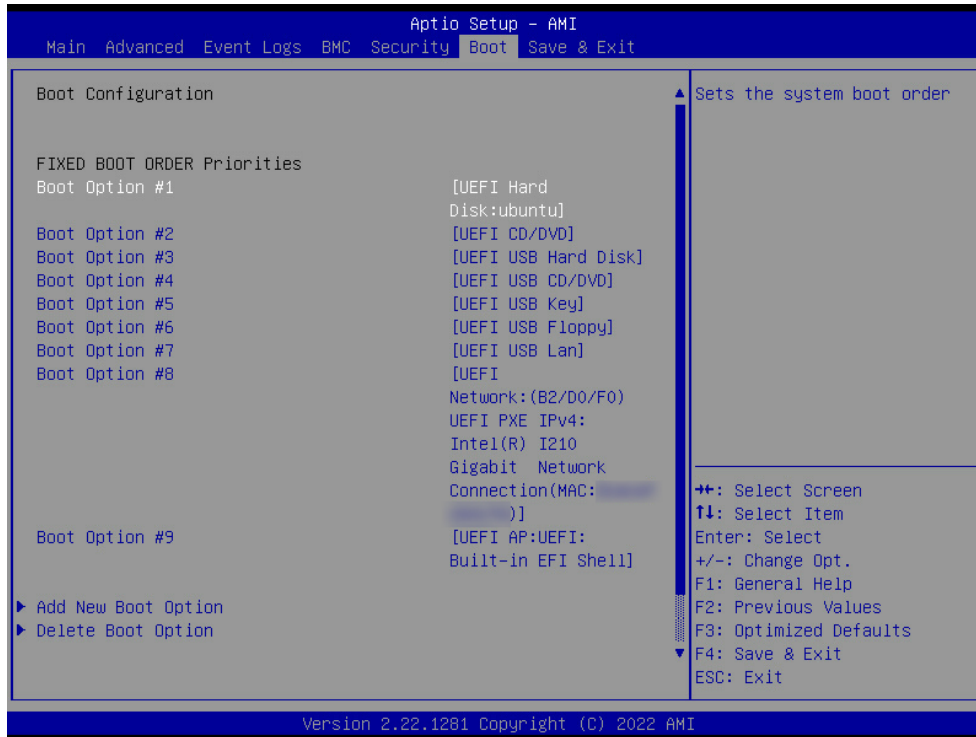 Aptio Setup – AMI
Main Advanced Event Logs BMC Security Boot Save & Exit
Boot Configuration
FIXED BOOT ORDER Priorities
Boot Option #1 [UEFI Hard
Disk:ubuntu]
Boot Option #2 [UEFI CD/DVD]
Boot Option #3 [UEFI USB Hard Disk]
Boot Option #4 [UEFI USB CD/DVD]
Boot Option #5 [UEFI USB Key]
Boot Option #6 [UEFI USB Floppy]
Boot Option #7 [UEFI USB Lan]
Boot Option #8 [UEFI
Network:(B2/D0/F0)
UEFI PXE IPv4:
Intel(R) I210
Gigabit Network
Connection(MAC:
)]
Boot Option #9 [UEFI AP:UEFI:
Built-in EFI Shell]
Add New Boot Option
Delete Boot Option
Sets the system boot order
→←: Select Screen
↑↓: Select Item
Enter: Select
+/-: Change Opt.
F1: General Help
F2: Previous Values
F3: Optimized Defaults
F4: Save & Exit
ESC: Exit
Version 2.22.1281 Copyright (C) 2022 AMI